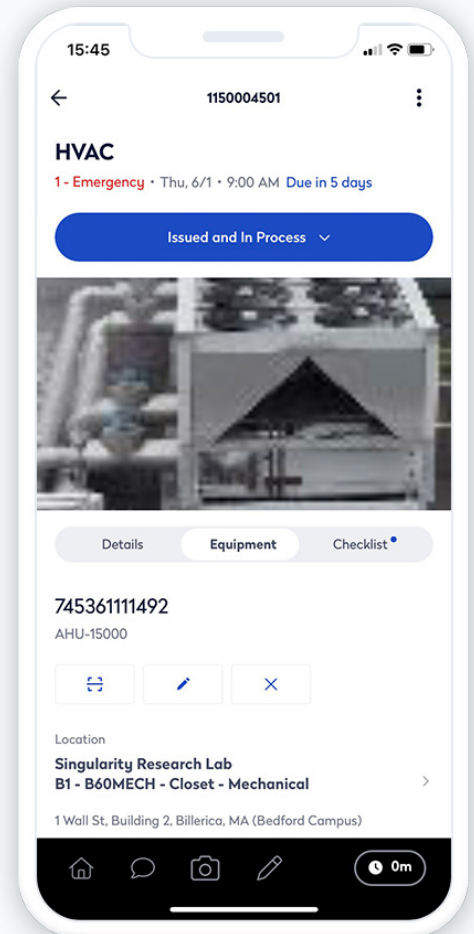 15:45
1150004501
HVAC
1 - Emergency • Thu, 6/1 • 9:00 AM Due in 5 days
Issued and In Process
Details Equipment Checklist
745361111492
AHU-15000
Location
Singularity Research Lab
B1 - B60MECH - Closet - Mechanical
1 Wall St, Building 2, Billerica, MA (Bedford Campus)
0m